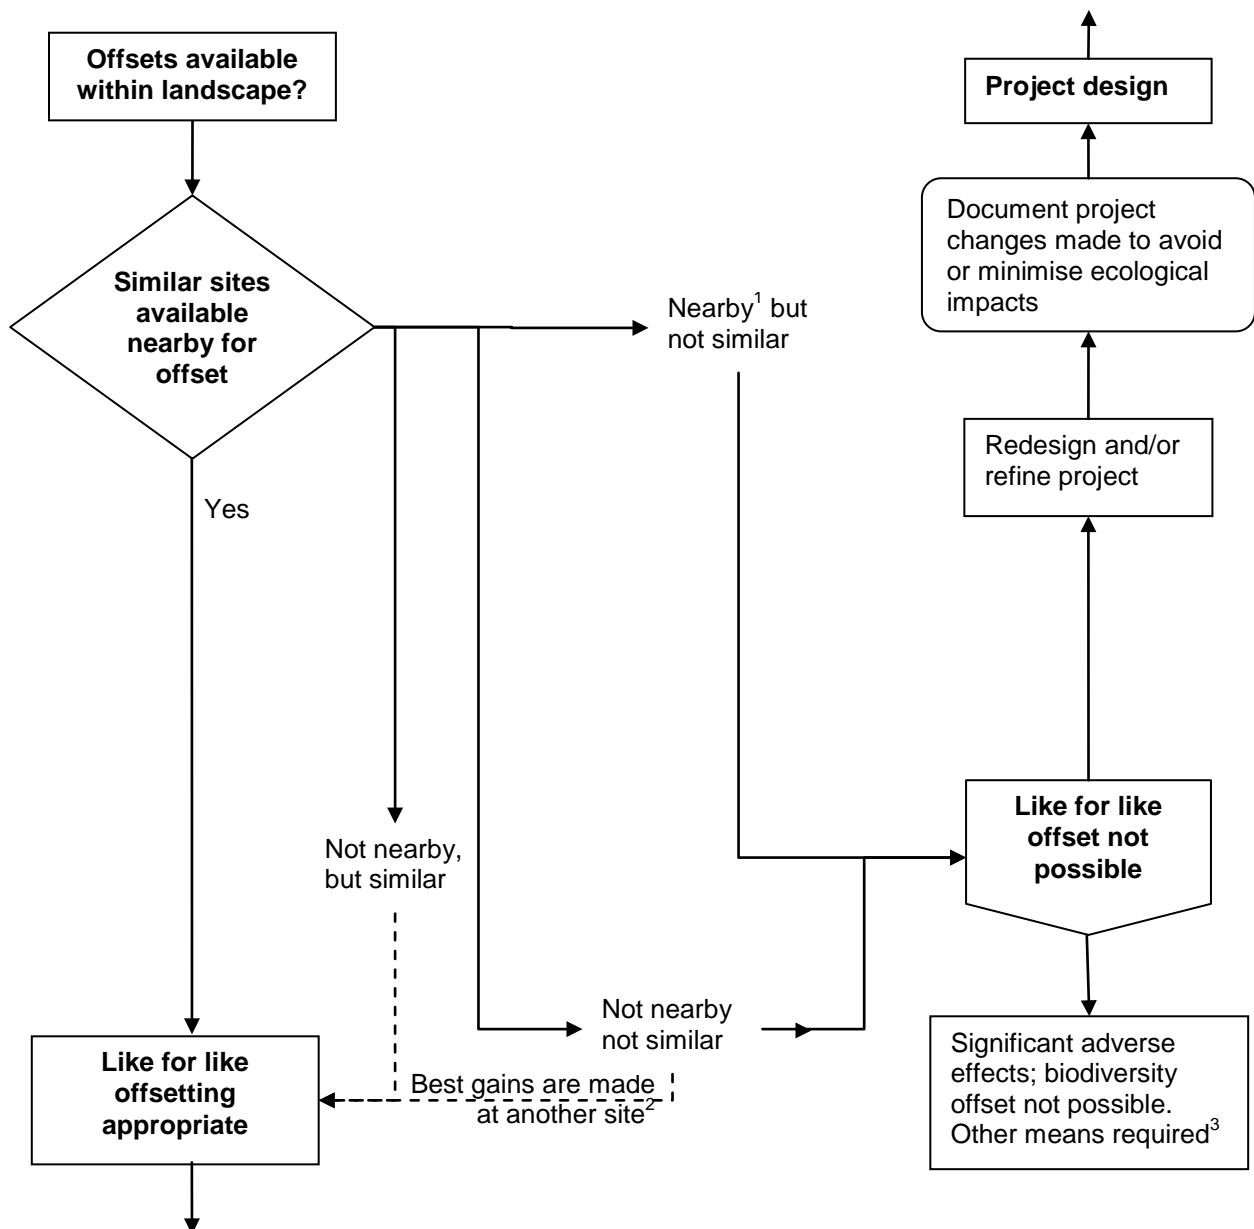 Offsets available
within landscape?
Project design
Document project
changes made to avoid
or minimise ecological
impacts
Similar sites
available
nearby for
offset
Nearby¹ but
not similar
Redesign and/or
refine project
Yes
Like for like
offset not
possible
Not nearby,
but similar
Not nearby
not similar
Significant adverse
effects; biodiversity
offset not possible.
Other means required³
Like for like
offsetting
appropriate
Best gains are made
at another site²